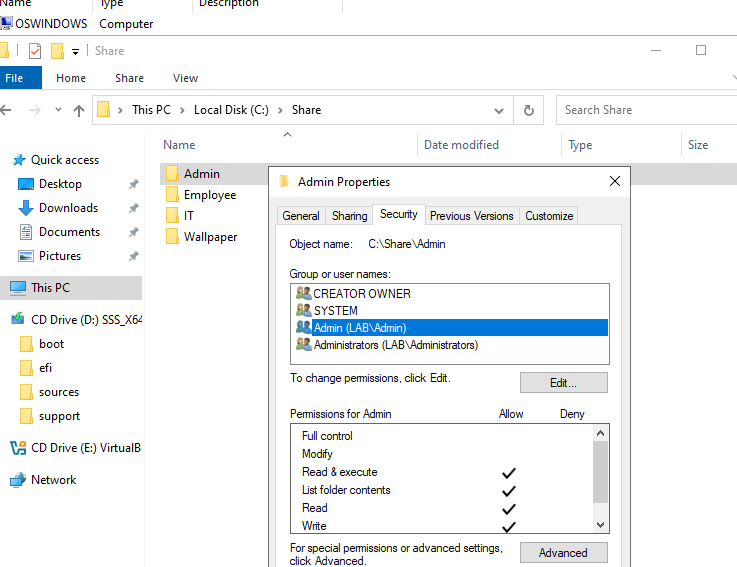 Name Type Description
OSWINDOWS Computer
Share
File Home Share View
This PC Local Disk (C:) Share Search Share
Name Date modified Type Size
Quick access
Desktop
Downloads
Documents
Pictures
This PC
CD Drive (D:) SSS_X64
boot
efi
sources
support
CD Drive (E:) VirtualB
Network
Admin
Employee
IT
Wallpaper
Admin Properties
General Sharing Security Previous Versions Customize
Object name: C:\Share\Admin
Group or user names:
CREATOR OWNER
SYSTEM
Admin (LAB\Admin)
Administrators (LAB\Administrators)
To change permissions, click Edit. Edit...
Permissions for Admin Allow Deny
Full control
Modify
Read & execute
List folder contents
Read
Write
For special permissions or advanced settings,
click Advanced. Advanced